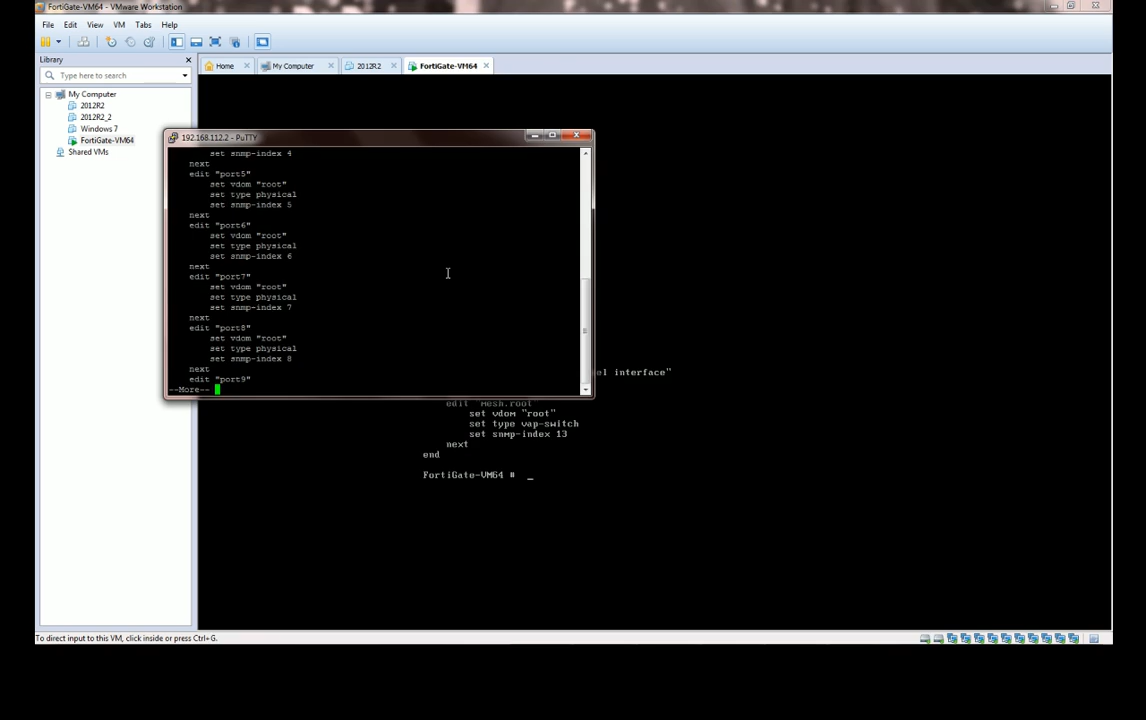 FortiGate-VM64 - VMware Workstation
File Edit View VM Tabs Help
Library
Type here to search
My Computer
2012R2
2012R2_2
Windows 7
FortiGate-VM64
Shared VMs
Home
My Computer
2012R2
FortiGate-VM64
192.168.112.2 - PuTTY
set snmp-index 4
next
edit "port5"
set vdom "root"
set type physical
set snmp-index 5
next
edit "port6"
set vdom "root"
set type physical
set snmp-index 6
next
edit "port7"
set vdom "root"
set type physical
set snmp-index 7
next
edit "port8"
set vdom "root"
set type physical
set snmp-index 8
next
edit "port9"
--More--
el interface"
edit "mesh.root"
set vdom "root"
set type vap-switch
set snmp-index 13
next
end
FortiGate-VM64 # _
To direct input to this VM, click inside or press Ctrl+G.